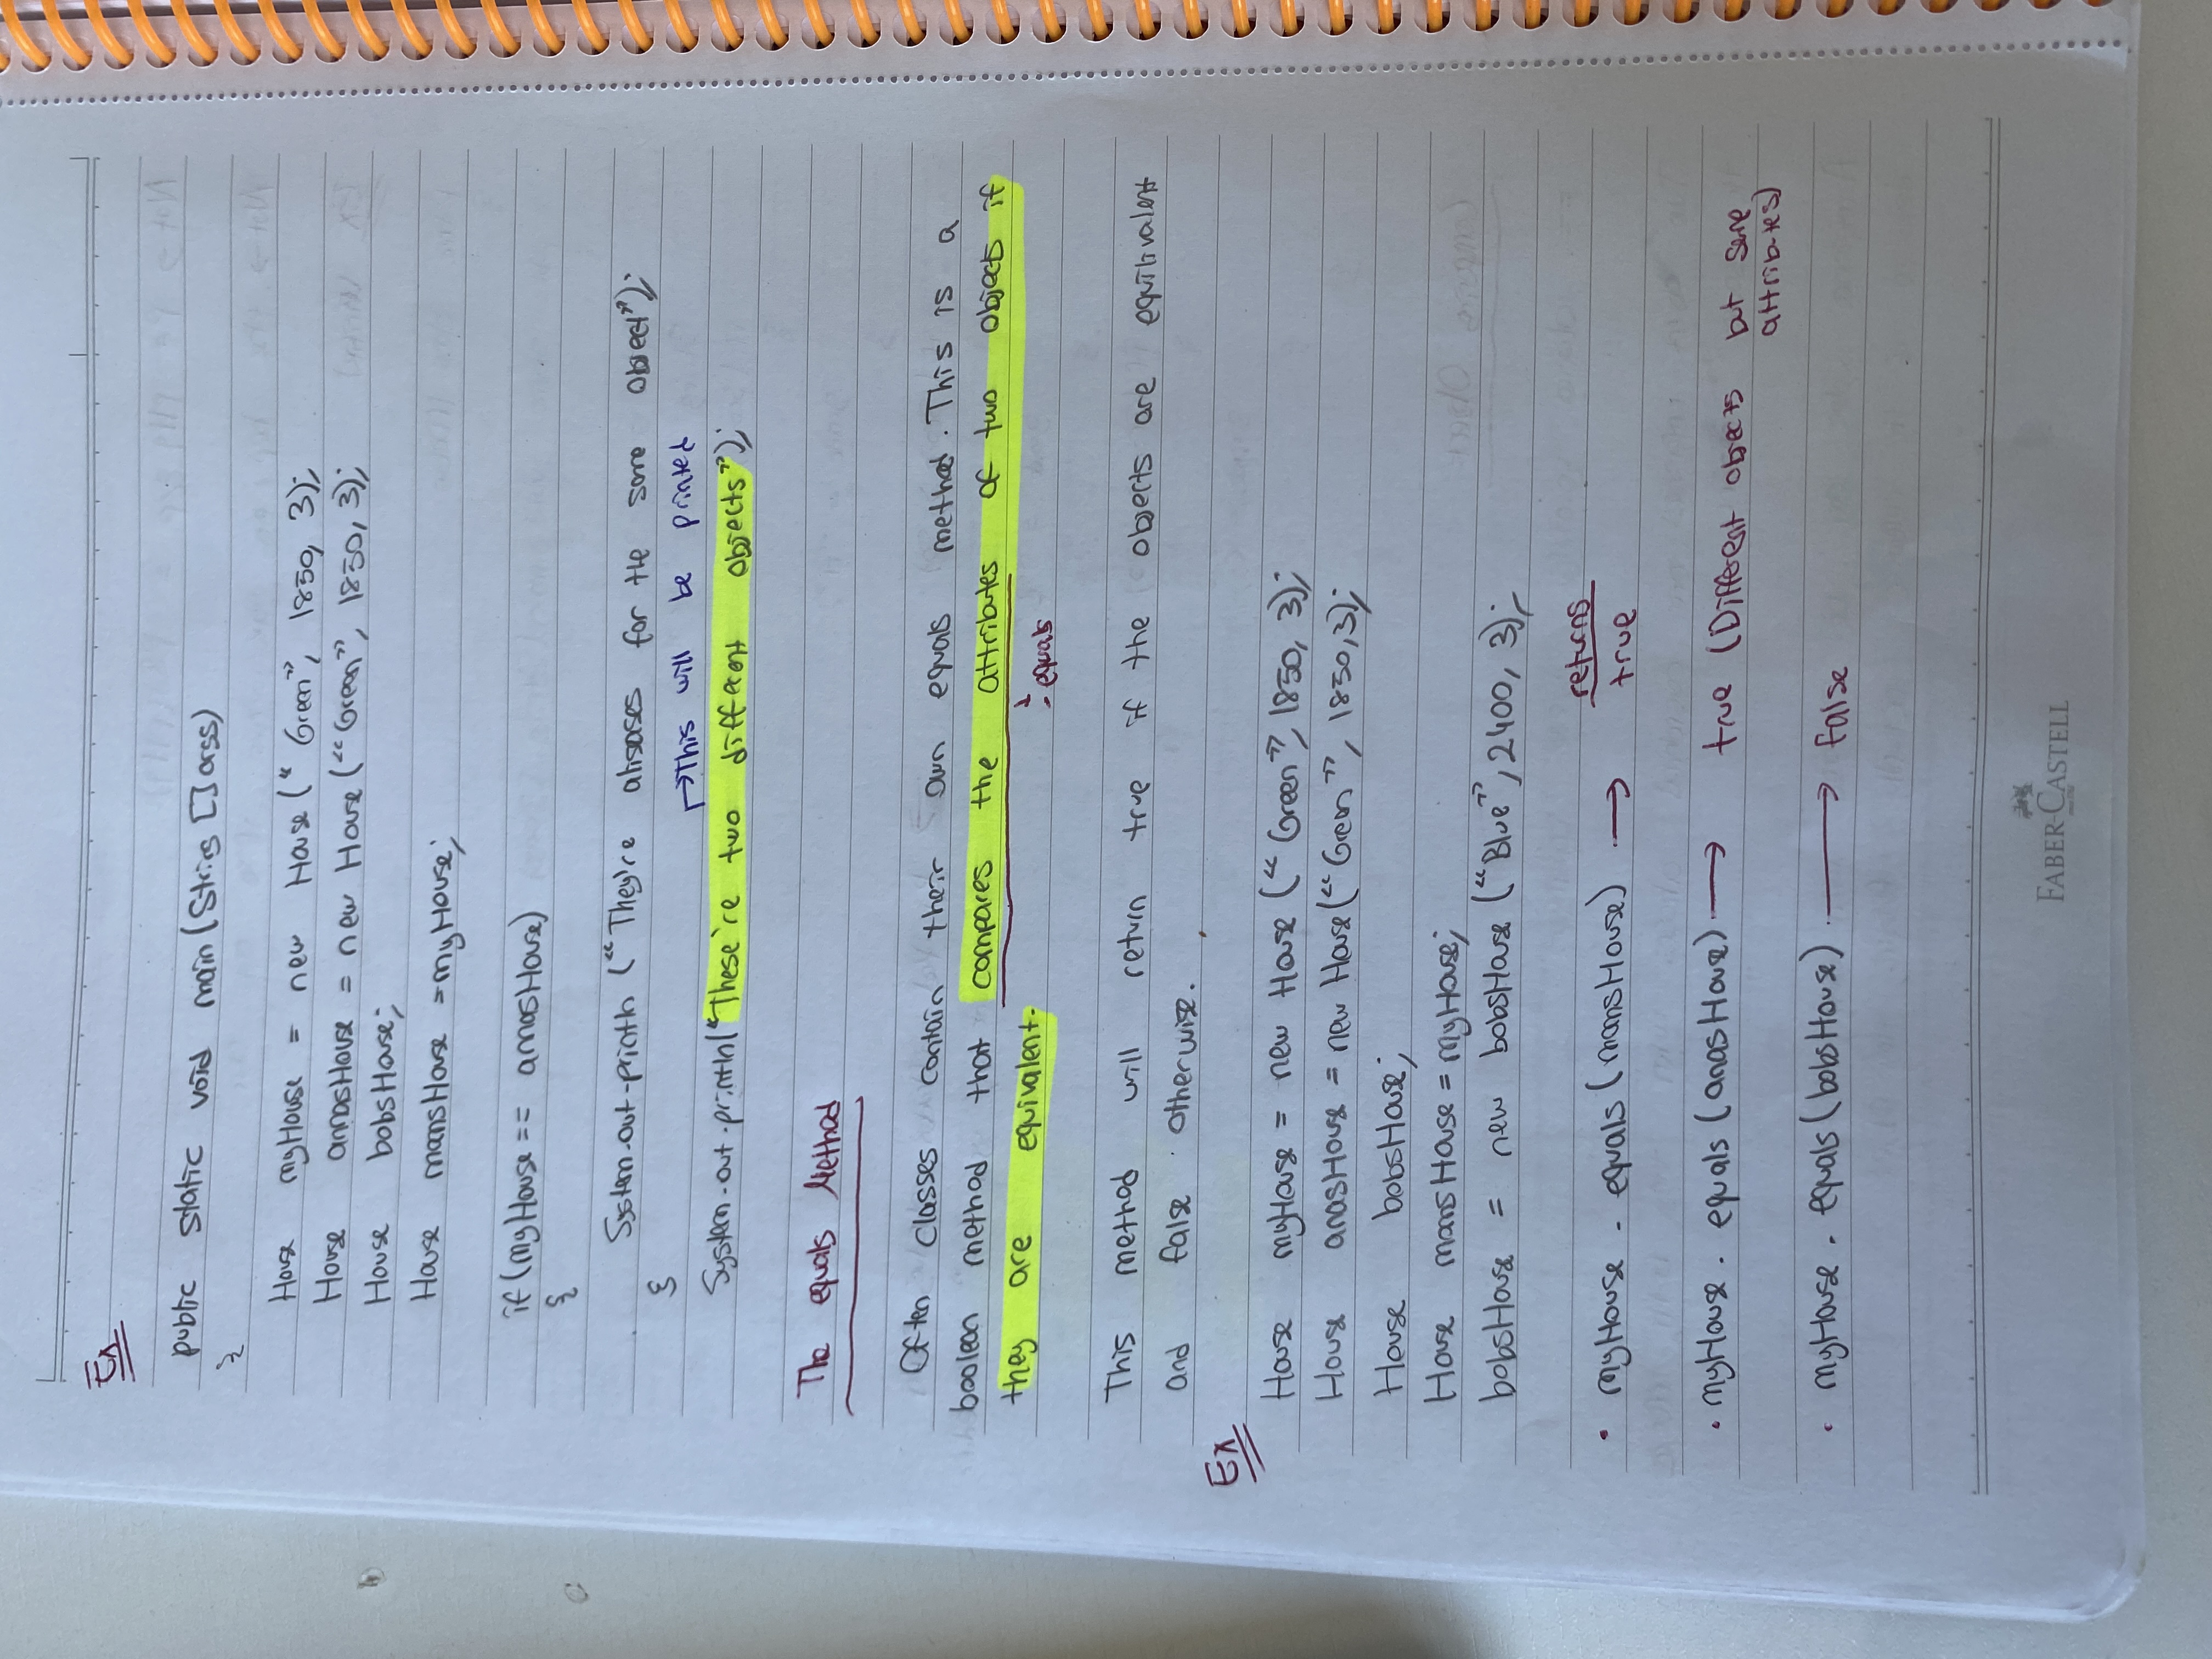 Ex
public static void main (String [] args)
}
House myHouse = new House (“Green”, 1850, 3);
House annasHouse = new House (“Green”, 1850, 3);
House bobsHouse;
House momsHouse = myHouse;
if (myHouse == annasHouse)
{
System.out.println (“They're alisases for the same object”);
}
→ This will be printed
System.out.println(“These're two different objects”);
The equals Method
Often classes contain their own equals method. This is a
boolean method that compares the attributes of two objects if
they are equivalent.
. equals
This method will return true if the objects are equilivalent
and false otherwise.
Ex
House myHouse = new House (“Green”, 1850, 3);
House anasHouse = new House (“Green”, 1850, 3);
House bobsHouse;
House momsHouse = myHouse;
bobsHouse = new bobsHouse (“Blue”, 2400, 3);
returns
• myHouse . equals (momsHouse) → true
• myHouse . equals (anasHouse) → true (Different objects but same
attributes)
• myHouse . equals (bobsHouse) → false
FABER-CASTELL